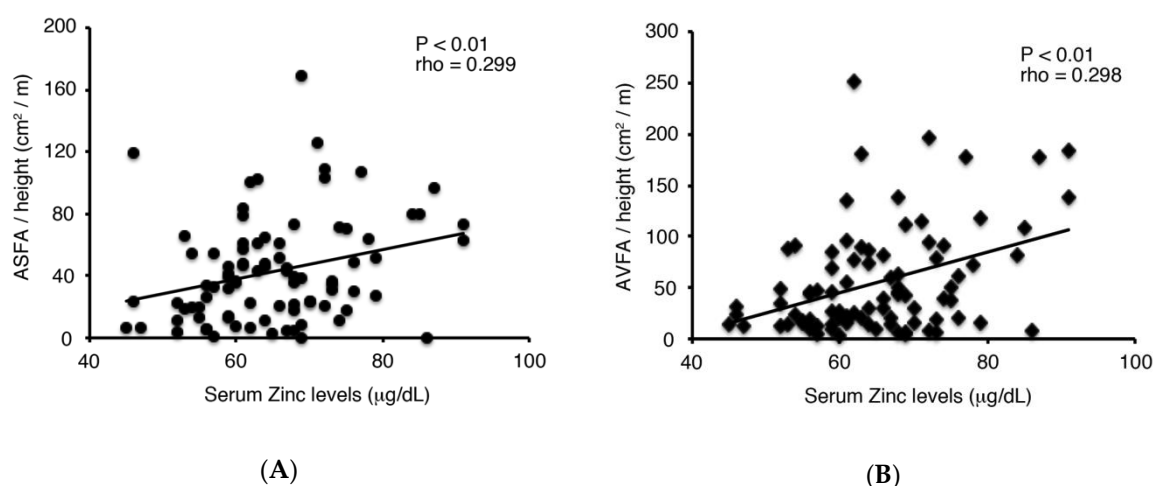 200
160
120
80
40
0
40
60
80
100
ASFA / height (cm² / m)
P < 0.01
rho = 0.299
Serum Zinc levels (μg/dL)
(A)
300
250
200
150
100
50
0
40
60
80
100
AVFA / height (cm² / m)
P < 0.01
rho = 0.298
Serum Zinc levels (μg/dL)
(B)